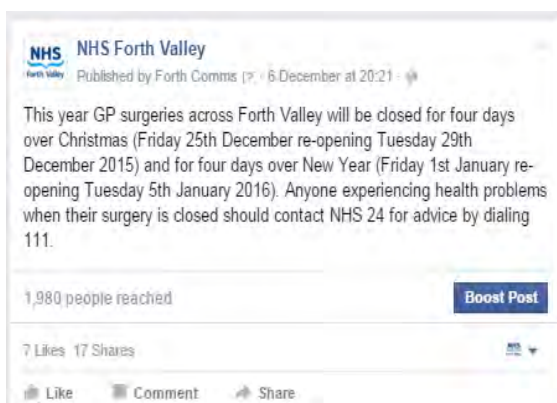 NHS
Forth Valley
NHS Forth Valley
Published by Forth Comms [?] · 6 December at 20:21 ·
This year GP surgeries across Forth Valley will be closed for four days
over Christmas (Friday 25th December re-opening Tuesday 29th
December 2015) and for four days over New Year (Friday 1st January re-
opening Tuesday 5th January 2016). Anyone experiencing health problems
when their surgery is closed should contact NHS 24 for advice by dialing
111.
1,980 people reached
Boost Post
7 Likes 17 Shares
NHS
Like Comment Share